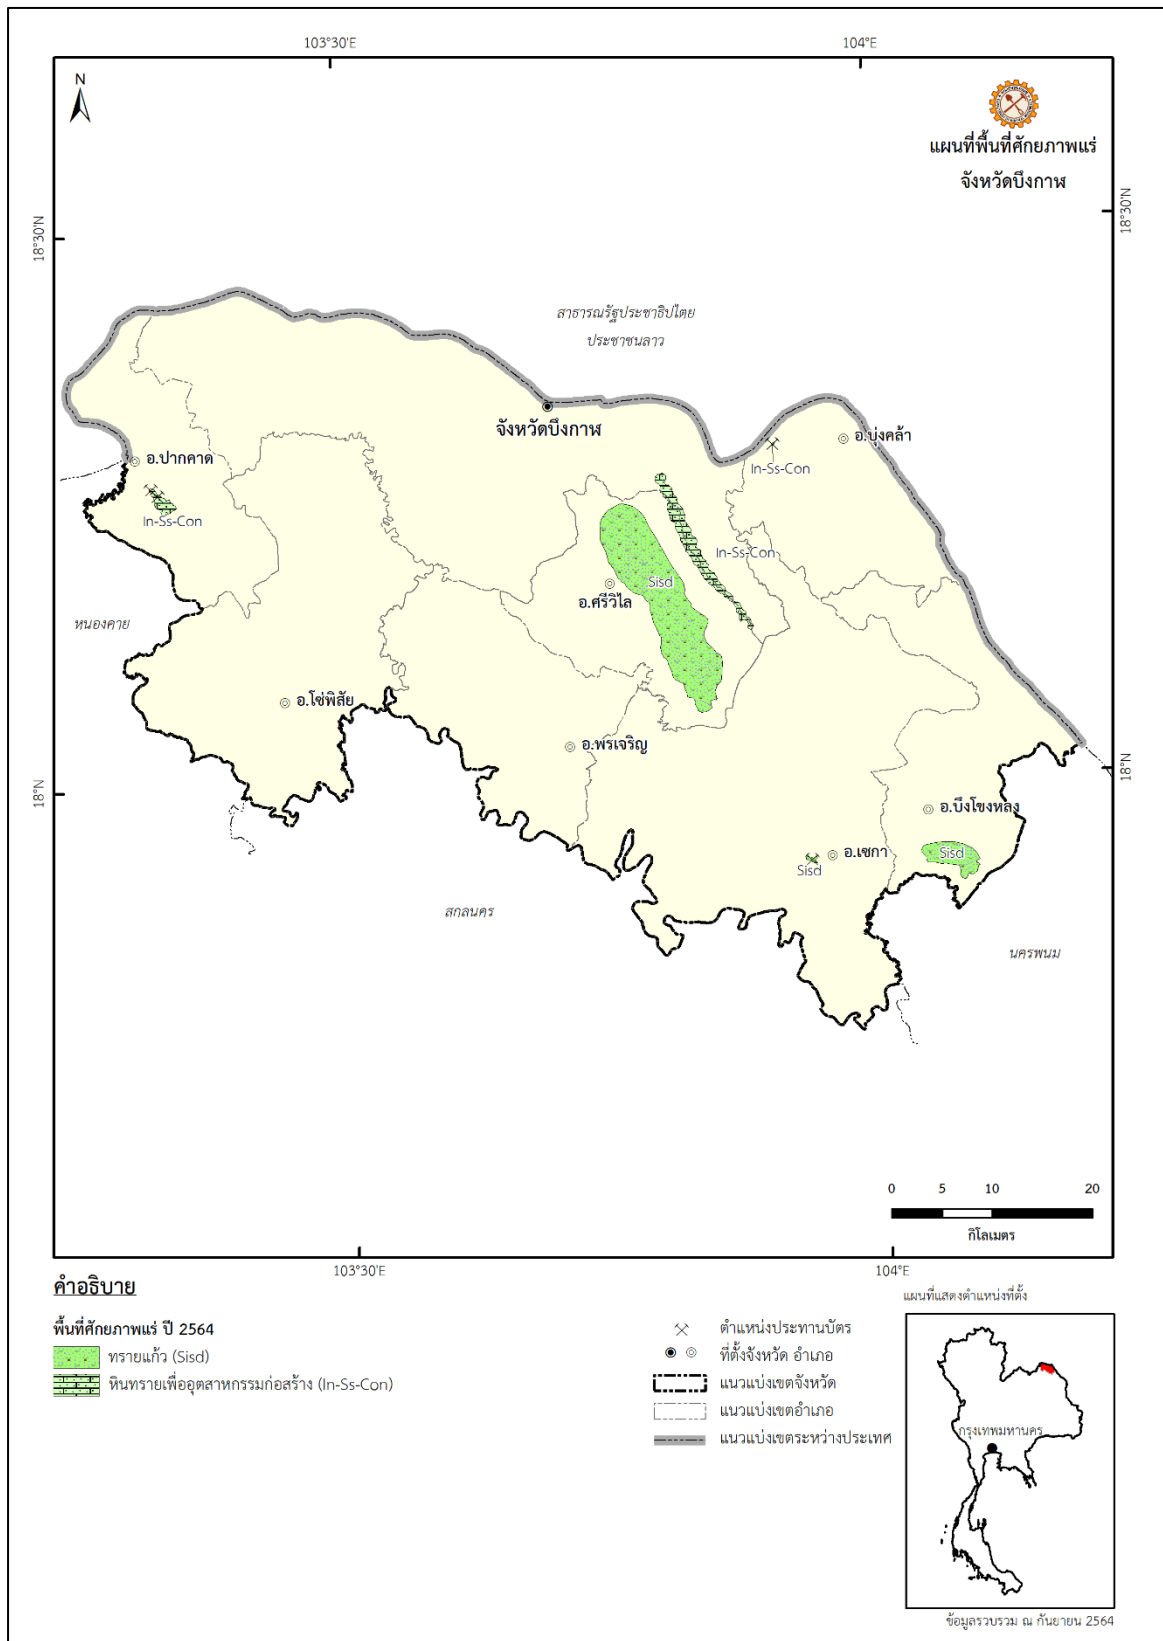 103°30'E
104°E
N
แผนที่พื้นที่ศักยภาพแร่
จังหวัดบึงกาฬ
18°30'N
18°30'N
สาธารณรัฐประชาธิปไตย
ประชาชนลาว
จังหวัดบึงกาฬ
อ.บุ่งคล้า
อ.ปากคาด
In-Ss-Con
In-Ss-Con
In-Ss-Con
Sisd
อ.ศรีวิไล
หนองคาย
อ.โซ่พิสัย
อ.พรเจริญ
18°N
18°N
อ.บึงโขงหลง
Sisd
อ.เซกา
Sisd
สกลนคร
นครพนม
0 5 10 20
กิโลเมตร
103°30'E
104°E
คำอธิบาย
พื้นที่ศักยภาพแร่ ปี 2564
ทรายแก้ว (Sisd)
หินทรายเพื่ออุตสาหกรรมก่อสร้าง (In-Ss-Con)
ตำแหน่งประทานบัตร
ที่ตั้งจังหวัด อำเภอ
แนวแบ่งเขตจังหวัด
แนวแบ่งเขตอำเภอ
แนวแบ่งเขตระหว่างประเทศ
แผนที่แสดงตำแหน่งที่ตั้ง
กรุงเทพมหานคร
ข้อมูลรวบรวม ณ กันยายน 2564